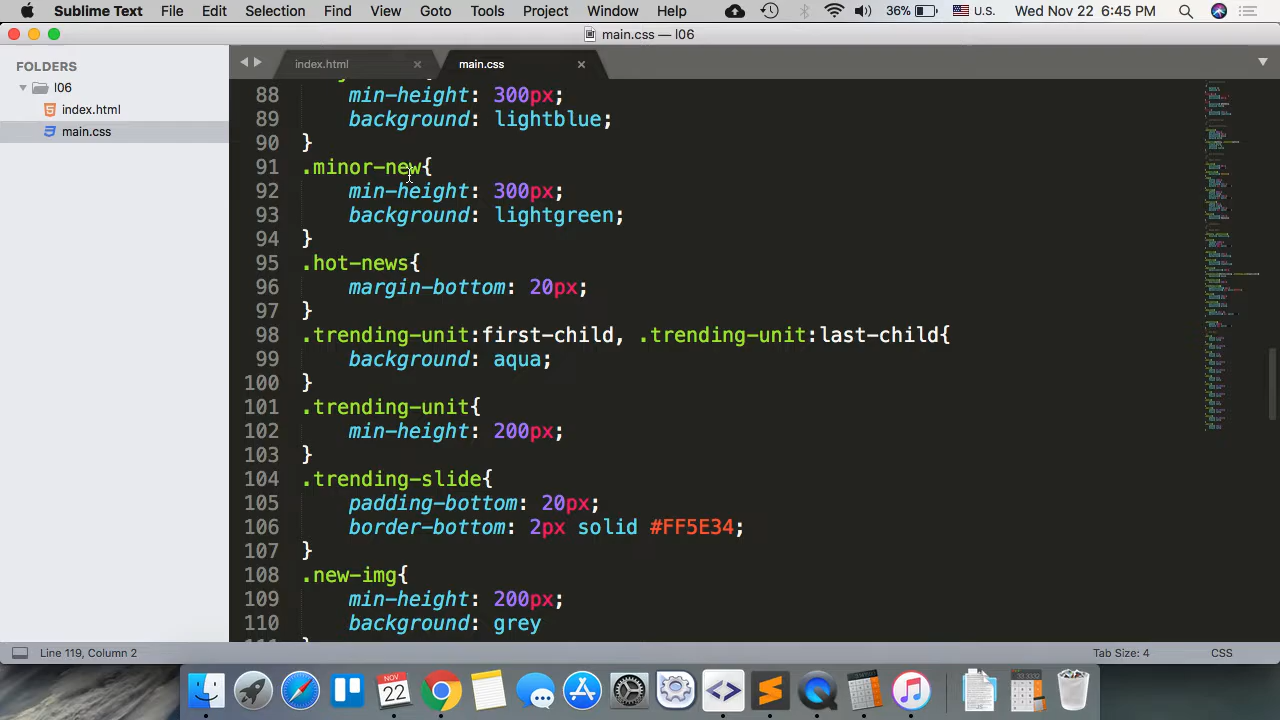 Sublime Text File Edit Selection Find View Goto Tools Project Window Help 36% U.S. Wed Nov 22 6:45 PM
main.css — l06
FOLDERS
l06
index.html
main.css
index.html main.css
88 min-height: 300px;
89 background: lightblue;
90 }
91 .minor-new{
92 min-height: 300px;
93 background: lightgreen;
94 }
95 .hot-news{
96 margin-bottom: 20px;
97 }
98 .trending-unit:first-child, .trending-unit:last-child{
99 background: aqua;
100 }
101 .trending-unit{
102 min-height: 200px;
103 }
104 .trending-slide{
105 padding-bottom: 20px;
106 border-bottom: 2px solid #FF5E34;
107 }
108 .new-img{
109 min-height: 200px;
110 background: grey
Line 119, Column 2 Tab Size: 4 CSS
22